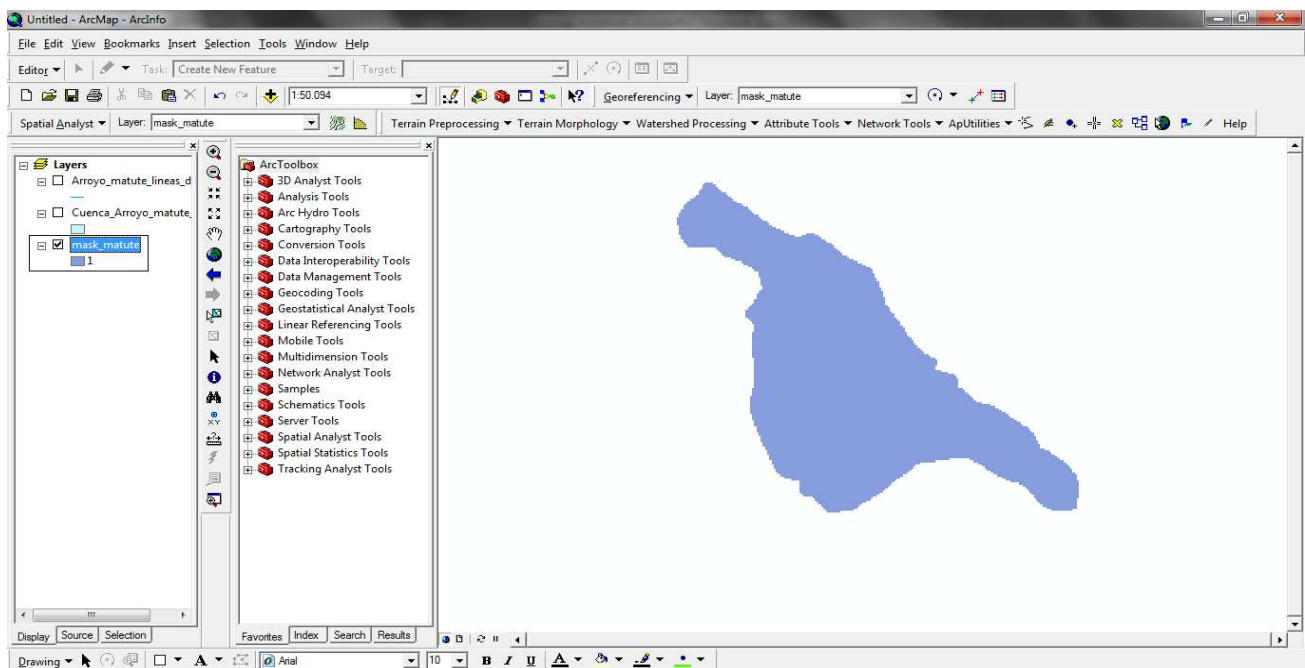 Untitled - ArcMap - ArcInfo
File Edit View Bookmarks Insert Selection Tools Window Help
Editor Task: Create New Feature Target:
1:50.094 Georeferencing Layer: mask_matute
Spatial Analyst Layer: mask_matute Terrain Preprocessing Terrain Morphology Watershed Processing Attribute Tools Network Tools ApUtilities Help
Layers
Arroyo_matute_lineas_d
Cuenca_Arroyo_matute_
mask_matute
1
ArcToolbox
3D Analyst Tools
Analysis Tools
Arc Hydro Tools
Cartography Tools
Conversion Tools
Data Interoperability Tools
Data Management Tools
Geocoding Tools
Geostatistical Analyst Tools
Linear Referencing Tools
Mobile Tools
Multidimension Tools
Network Analyst Tools
Samples
Schematics Tools
Server Tools
Spatial Analyst Tools
Spatial Statistics Tools
Tracking Analyst Tools
XY
Display Source Selection
Favorites Index Search Results
Drawing A Arial 10 B I U A